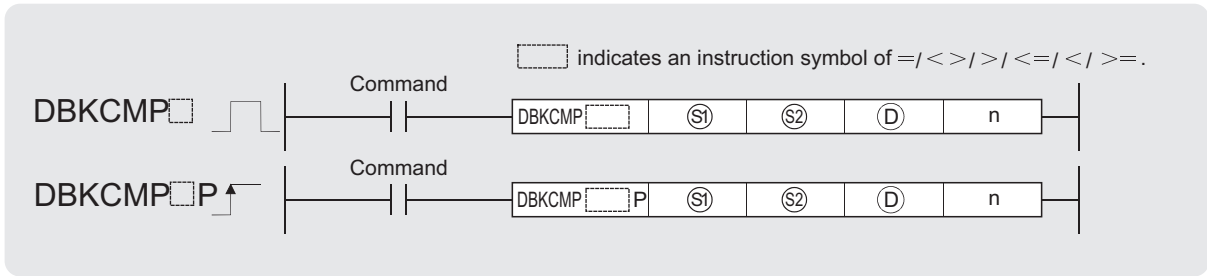 indicates an instruction symbol of =/< >/>/<=/</ >= .
Command
DBKCMP
DBKCMP S1 S2 D n
Command
DBKCMP P
DBKCMP P S1 S2 D n